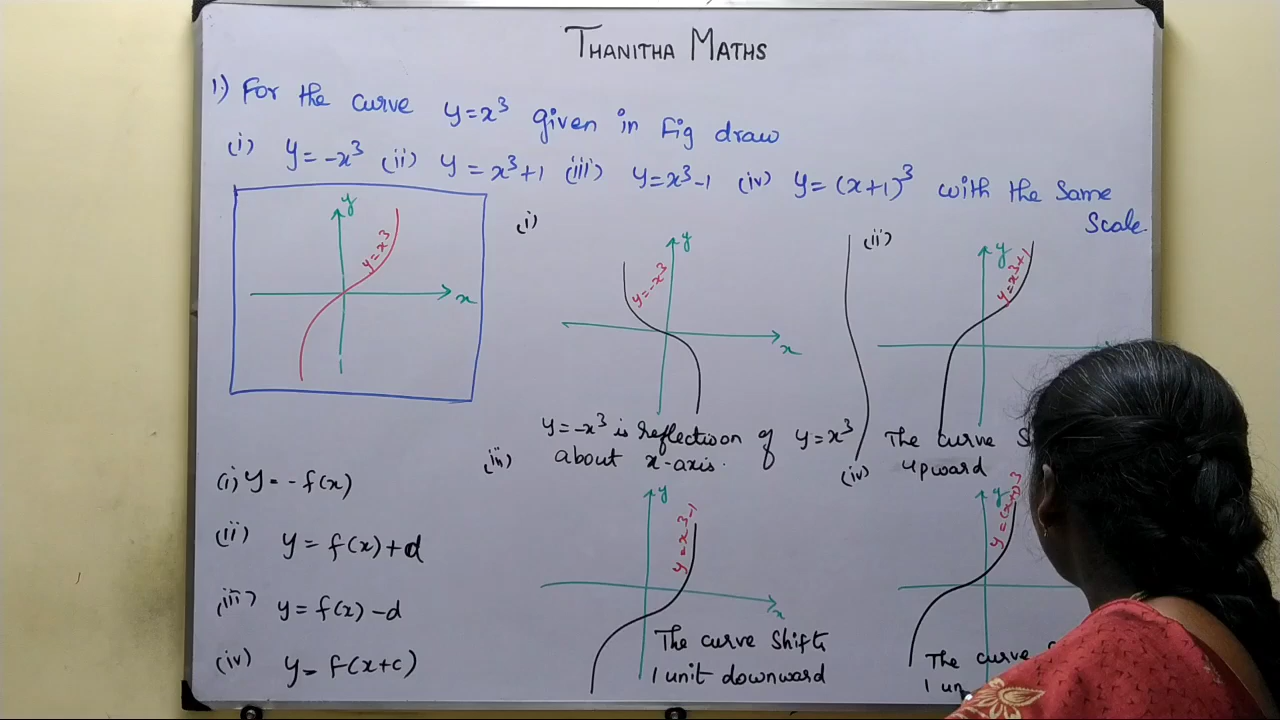 THANITHA MATHS
1.) For the curve y=x³ given in Fig draw
(i) y=-x³ (ii) y=x³+1 (iii) y=x³-1 (iv) y=(x+1)³ with the same
scale.
y
y=x³
x
(i)
y
y=-x³
x
y=-x³ is reflection of y=x³
about x-axis.
(ii)
y
y=x³+1
The curve
upward
(iii)
y
y=x³-1
x
The curve shifts
1 unit downward
(iv)
y
y=(x+1)³
The curve
1
(i) y=-f(x)
(ii) y=f(x)+d
(iii) y=f(x)-d
(iv) y=f(x+c)